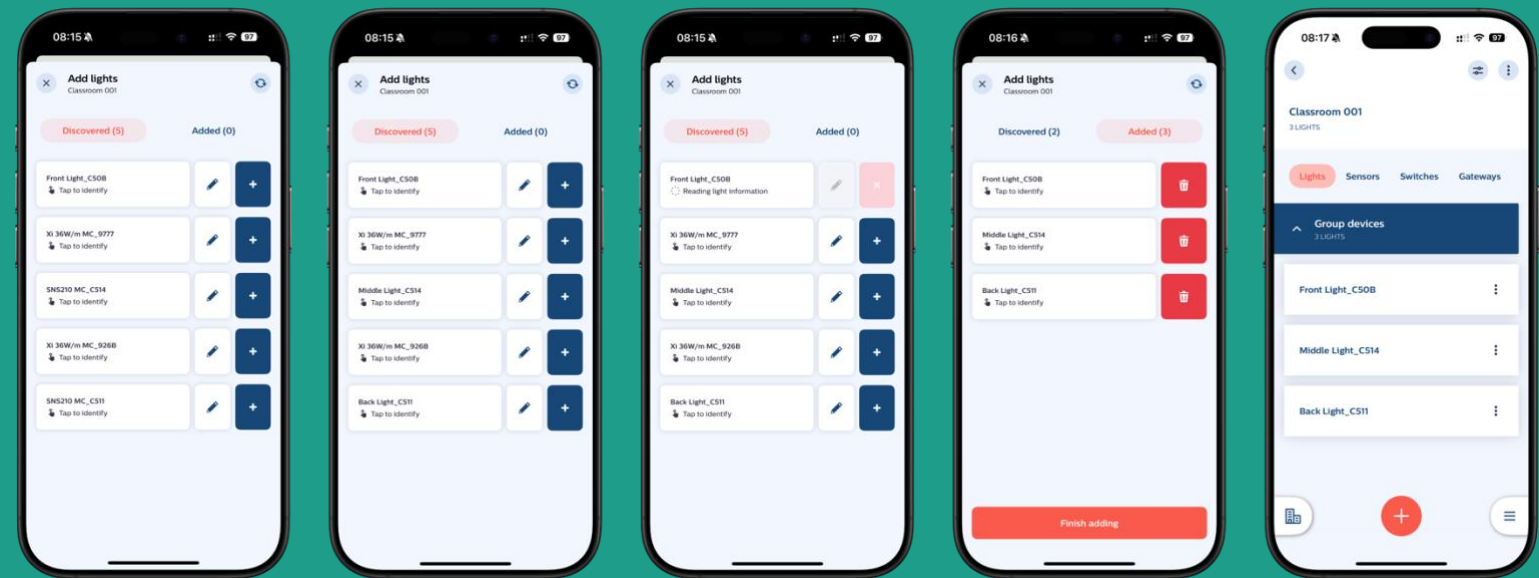 08:15
97
Add lights
Classroom 001
Discovered (5)
Added (0)
Front Light_C50B
Tap to identify
Xi 36W/m MC_9777
Tap to identify
SNS210 MC_C514
Tap to identify
Xi 36W/m MC_926B
Tap to identify
SNS210 MC_C511
Tap to identify
08:15
97
Add lights
Classroom 001
Discovered (5)
Added (0)
Front Light_C50B
Tap to identify
Xi 36W/m MC_9777
Tap to identify
Middle Light_C514
Tap to identify
Xi 36W/m MC_926B
Tap to identify
Back Light_C511
Tap to identify
08:15
97
Add lights
Classroom 001
Discovered (5)
Added (0)
Front Light_C50B
Reading light information
Xi 36W/m MC_9777
Tap to identify
Middle Light_C514
Tap to identify
Xi 36W/m MC_926B
Tap to identify
Back Light_C511
Tap to identify
08:16
97
Add lights
Classroom 001
Discovered (2)
Added (3)
Front Light_C50B
Tap to identify
Middle Light_C514
Tap to identify
Back Light_C511
Tap to identify
Finish adding
08:17
97
Classroom 001
3 LIGHTS
Lights
Sensors
Switches
Gateways
Group devices
3 LIGHTS
Front Light_C50B
Middle Light_C514
Back Light_C511